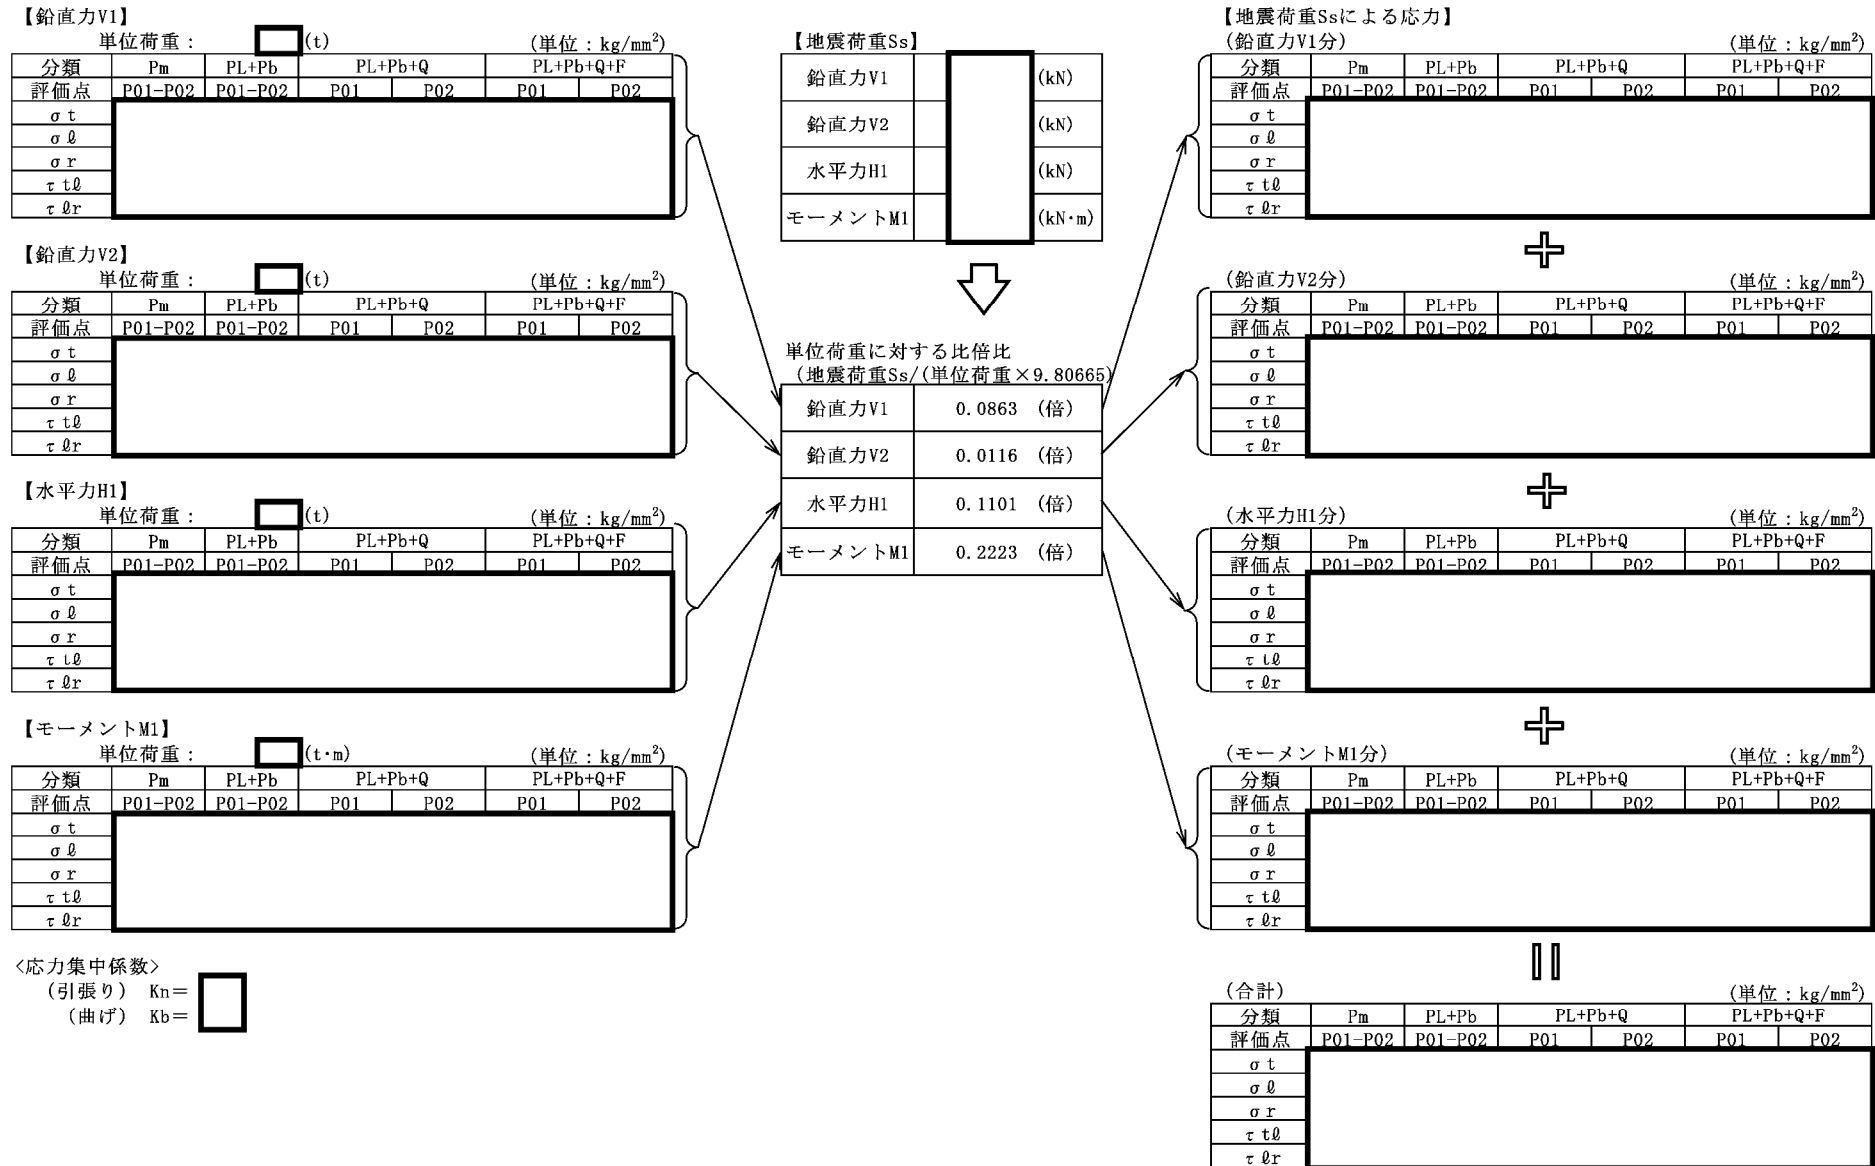 【鉛直力V1】
単位荷重： (t) (単位：kg/mm²)
分類 Pm PL+Pb PL+Pb+Q PL+Pb+Q+F
評価点 P01-P02 P01-P02 P01 P02 P01 P02
σt
σℓ
σr
τtℓ
τℓr
【鉛直力V2】
単位荷重： (t) (単位：kg/mm²)
分類 Pm PL+Pb PL+Pb+Q PL+Pb+Q+F
評価点 P01-P02 P01-P02 P01 P02 P01 P02
σt
σℓ
σr
τtℓ
τℓr
【水平力H1】
単位荷重： (t) (単位：kg/mm²)
分類 Pm PL+Pb PL+Pb+Q PL+Pb+Q+F
評価点 P01-P02 P01-P02 P01 P02 P01 P02
σt
σℓ
σr
τtℓ
τℓr
【モーメントM1】
単位荷重： (t・m) (単位：kg/mm²)
分類 Pm PL+Pb PL+Pb+Q PL+Pb+Q+F
評価点 P01-P02 P01-P02 P01 P02 P01 P02
σt
σℓ
σr
τtℓ
τℓr
<応力集中係数>
(引張り) Kn＝
(曲げ) Kb＝
【地震荷重Ss】
鉛直力V1 (kN)
鉛直力V2 (kN)
水平力H1 (kN)
モーメントM1 (kN・m)
単位荷重に対する比倍比
(地震荷重Ss/(単位荷重×9.80665)
鉛直力V1 0.0863 (倍)
鉛直力V2 0.0116 (倍)
水平力H1 0.1101 (倍)
モーメントM1 0.2223 (倍)
【地震荷重Ssによる応力】
(鉛直力V1分) (単位：kg/mm²)
分類 Pm PL+Pb PL+Pb+Q PL+Pb+Q+F
評価点 P01-P02 P01-P02 P01 P02 P01 P02
σt
σℓ
σr
τtℓ
τℓr
(鉛直力V2分) (単位：kg/mm²)
分類 Pm PL+Pb PL+Pb+Q PL+Pb+Q+F
評価点 P01-P02 P01-P02 P01 P02 P01 P02
σt
σℓ
σr
τtℓ
τℓr
(水平力H1分) (単位：kg/mm²)
分類 Pm PL+Pb PL+Pb+Q PL+Pb+Q+F
評価点 P01-P02 P01-P02 P01 P02 P01 P02
σt
σℓ
σr
τtℓ
τℓr
(モーメントM1分) (単位：kg/mm²)
分類 Pm PL+Pb PL+Pb+Q PL+Pb+Q+F
評価点 P01-P02 P01-P02 P01 P02 P01 P02
σt
σℓ
σr
τtℓ
τℓr
(合計) (単位：kg/mm²)
分類 Pm PL+Pb PL+Pb+Q PL+Pb+Q+F
評価点 P01-P02 P01-P02 P01 P02 P01 P02
σt
σℓ
σr
τtℓ
τℓr